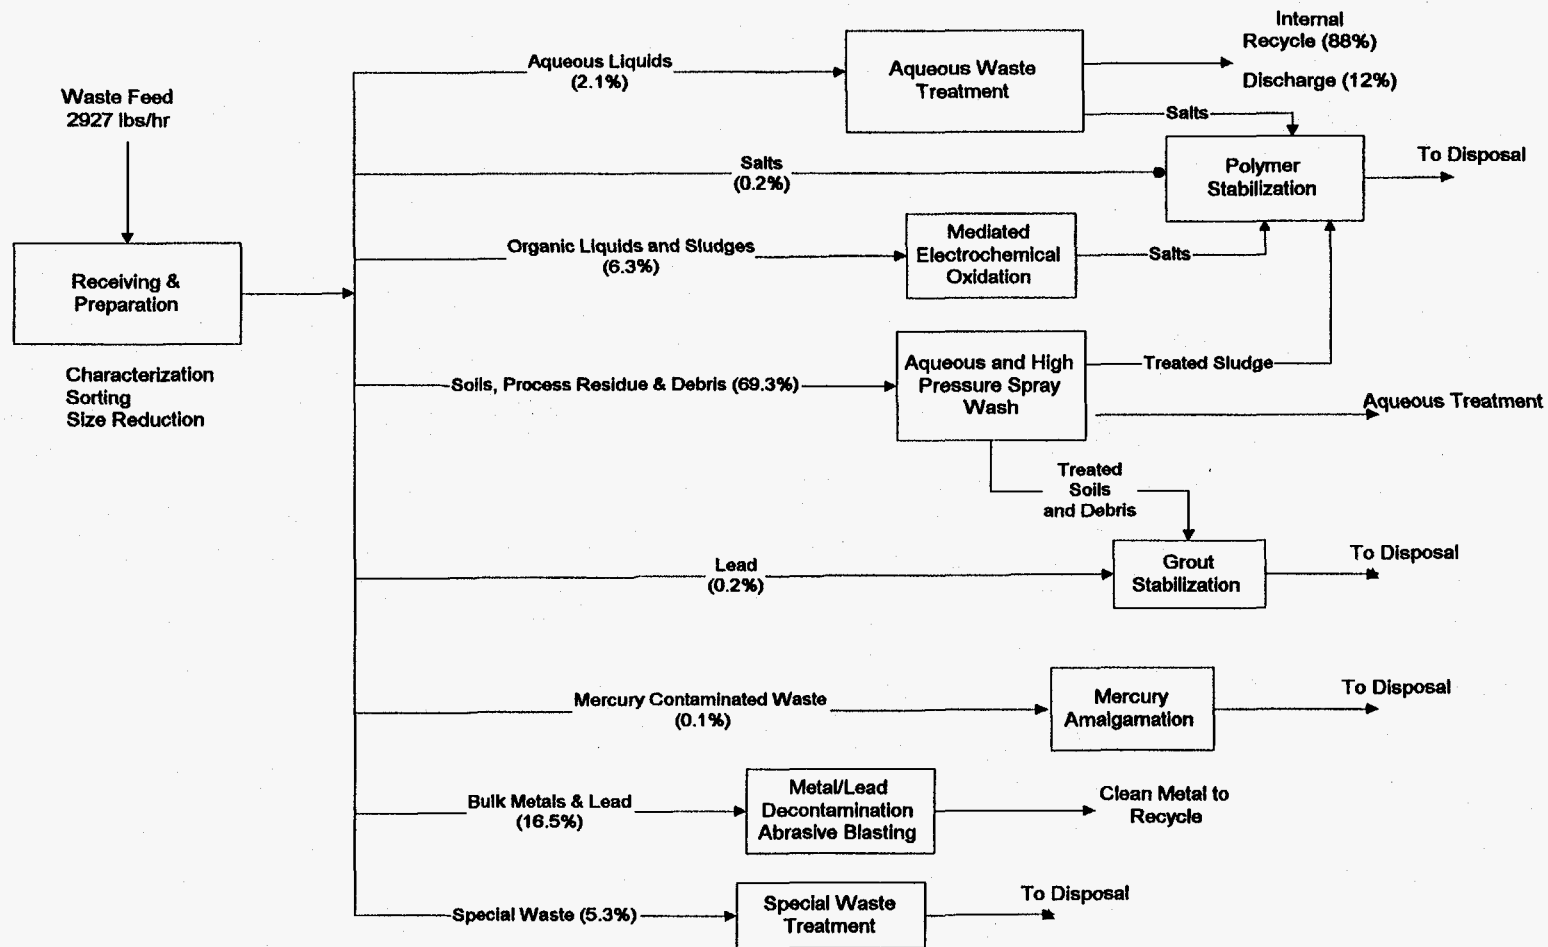 Waste Feed
2927 lbs/hr
Receiving &
Preparation
Characterization
Sorting
Size Reduction
Aqueous Liquids
(2.1%)
Aqueous Waste
Treatment
Internal
Recycle (88%)
Discharge (12%)
Salts
Salts
(0.2%)
Polymer
Stabilization
To Disposal
Organic Liquids and Sludges
(6.3%)
Mediated
Electrochemical
Oxidation
Salts
Soils, Process Residue & Debris (69.3%)
Aqueous and High
Pressure Spray
Wash
Treated Sludge
Aqueous Treatment
Treated
Soils
and Debris
Lead
(0.2%)
Grout
Stabilization
To Disposal
Mercury Contaminated Waste
(0.1%)
Mercury
Amalgamation
To Disposal
Bulk Metals & Lead
(16.5%)
Metal/Lead
Decontamination
Abrasive Blasting
Clean Metal to
Recycle
Special Waste (5.3%)
Special Waste
Treatment
To Disposal